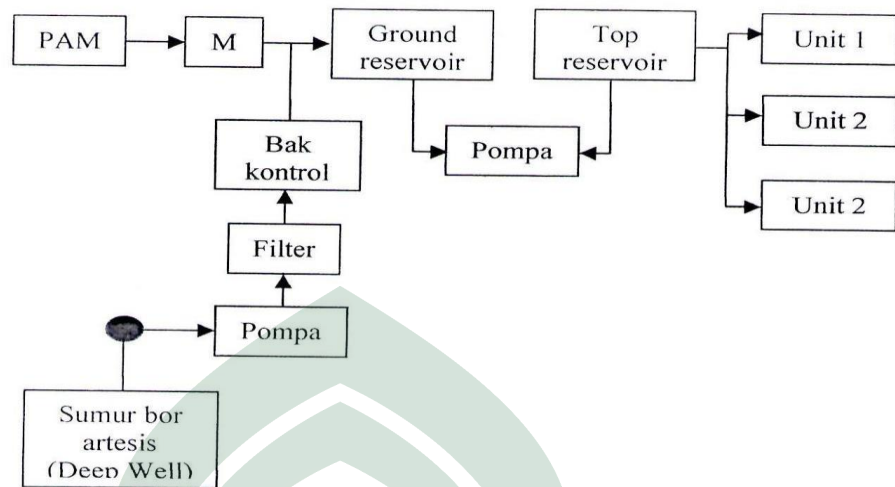 PAM
M
Ground
reservoir
Top
reservoir
Unit 1
Bak
kontrol
Pompa
Unit 2
Filter
Unit 2
Pompa
Sumur bor
artesis
(Deep Well)